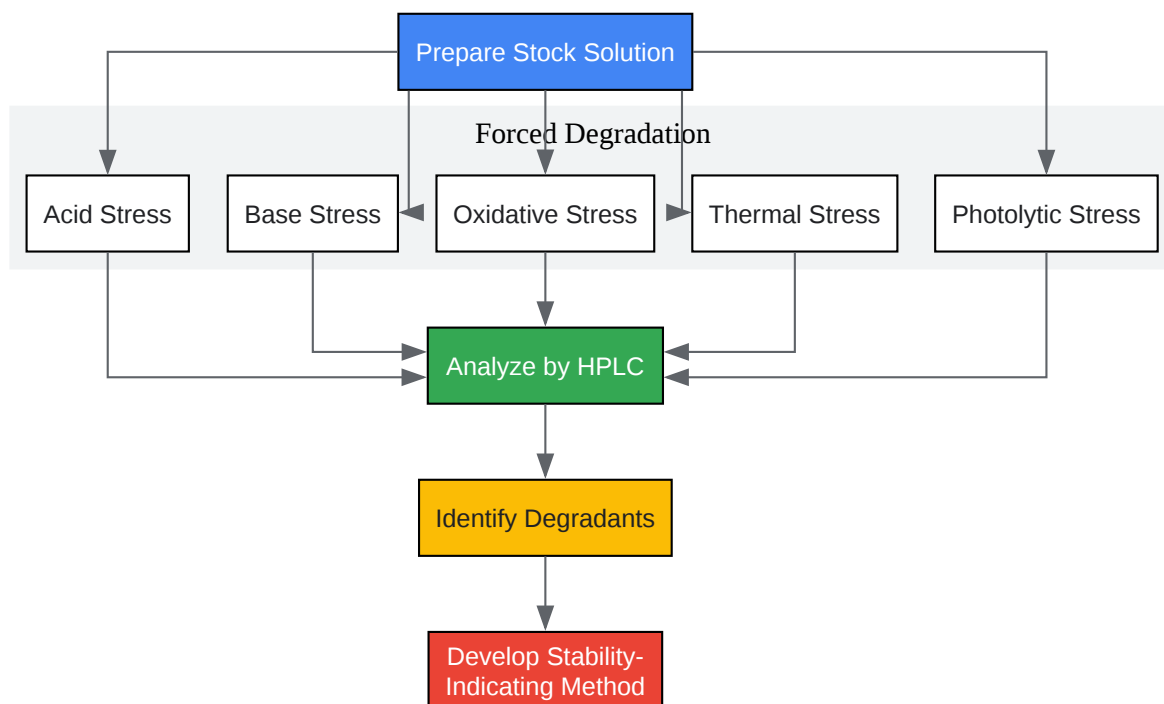 Prepare Stock Solution
Forced Degradation
Acid Stress
Base Stress
Oxidative Stress
Thermal Stress
Photolytic Stress
Analyze by HPLC
Identify Degradants
Develop Stability-
Indicating Method